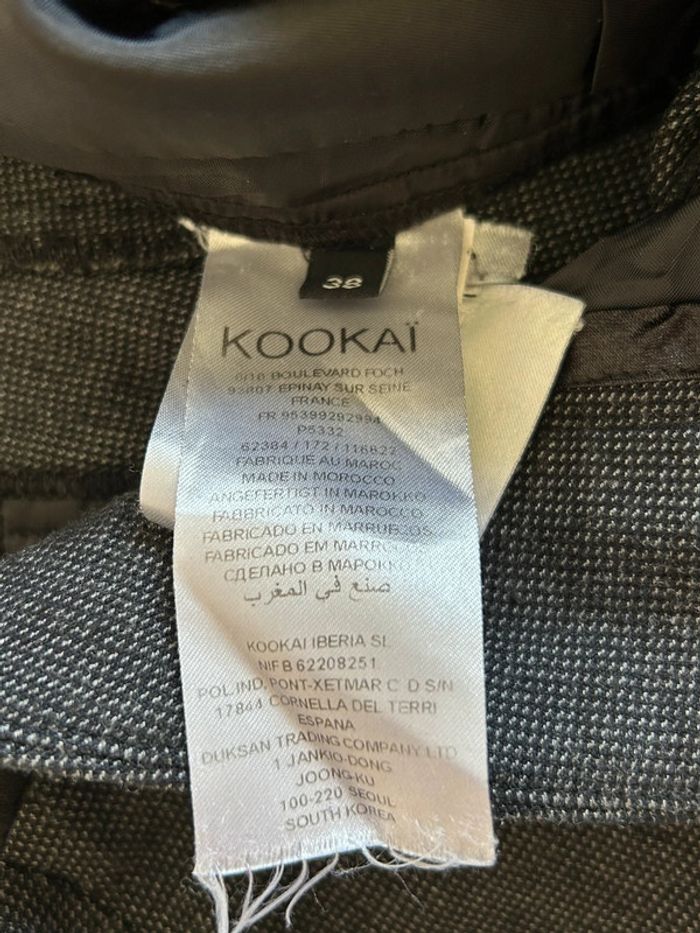 38
KOOKAÏ
BOULEVARD FOCH
93807 EPINAY SUR SEINE
FRANCE
FR 95399292994
P5332
62384 / 172 / 116822
FABRIQUE AU MAROC
MADE IN MOROCCO
ANGEFERTIGT IN MAROKKO
FABBRICATO IN MAROCCO
FABRICADO EN MARRUECOS
FABRICADO EM
СДЕЛАНО В МАРОККО
صنع في المغرب
KOOKAI IBERIA SL
NIF B 62208251
POL.IND. PONT-XETMAR C D S/N
17844 CORNELLA DEL TERRI
ESPANA
DUKSAN TRADING COMPANY LTD
1 JANKIO-DONG
JOONG-KU
100-220 SEOUL
SOUTH KOREA